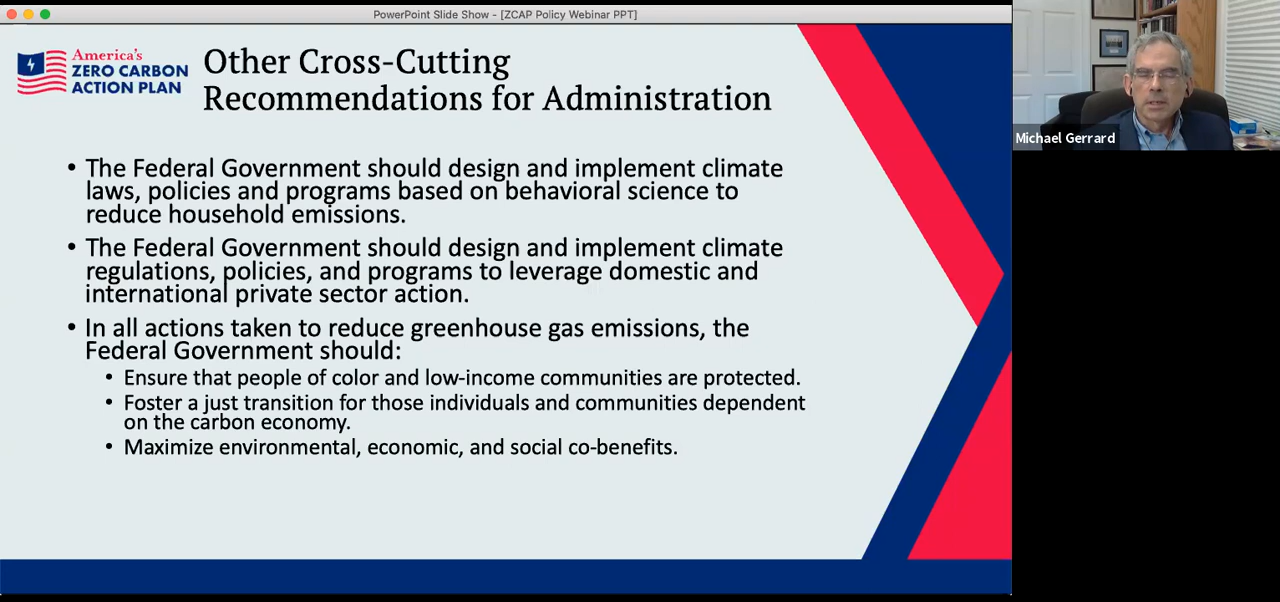 PowerPoint Slide Show - [ZCAP Policy Webinar PPT]
America's
ZERO CARBON
ACTION PLAN
Other Cross-Cutting
Recommendations for Administration
• The Federal Government should design and implement climate
laws, policies and programs based on behavioral science to
reduce household emissions.
• The Federal Government should design and implement climate
regulations, policies, and programs to leverage domestic and
international private sector action.
• In all actions taken to reduce greenhouse gas emissions, the
Federal Government should:
• Ensure that people of color and low-income communities are protected.
• Foster a just transition for those individuals and communities dependent
on the carbon economy.
• Maximize environmental, economic, and social co-benefits.
Michael Gerrard